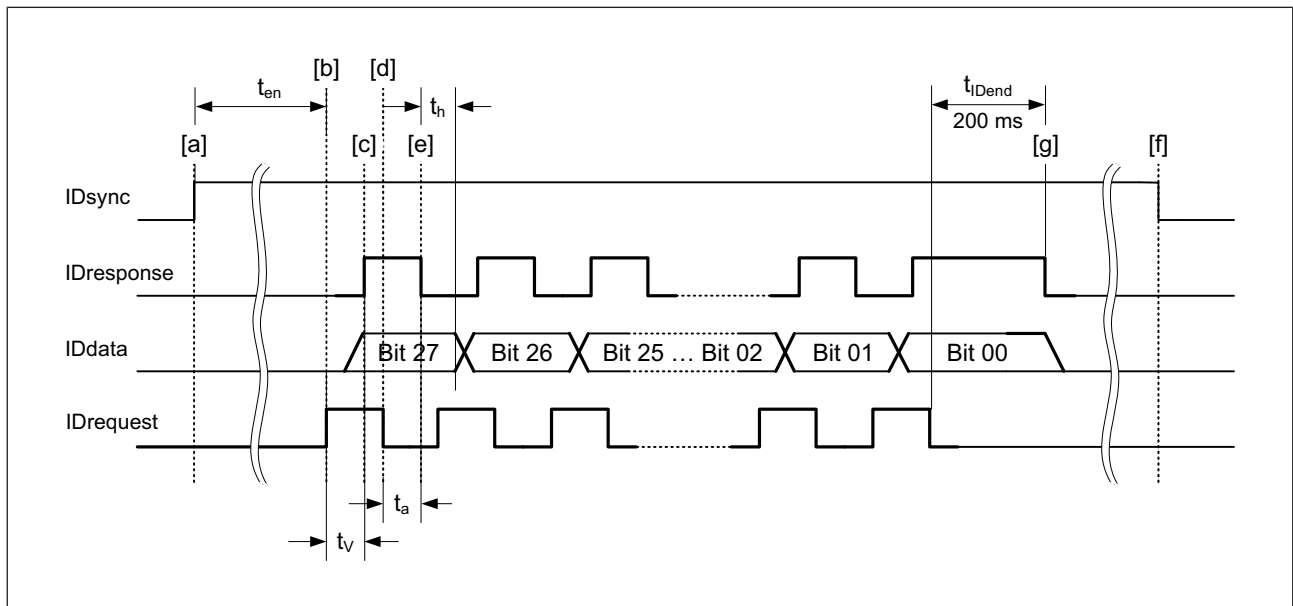 [b] [d]
t_en t_h t_IDend
200 ms
[a] [c] [e] [g] [f]
IDsync
IDresponse
IDdata Bit 27 Bit 26 Bit 25 ... Bit 02 Bit 01 Bit 00
IDrequest
t_a
t_V